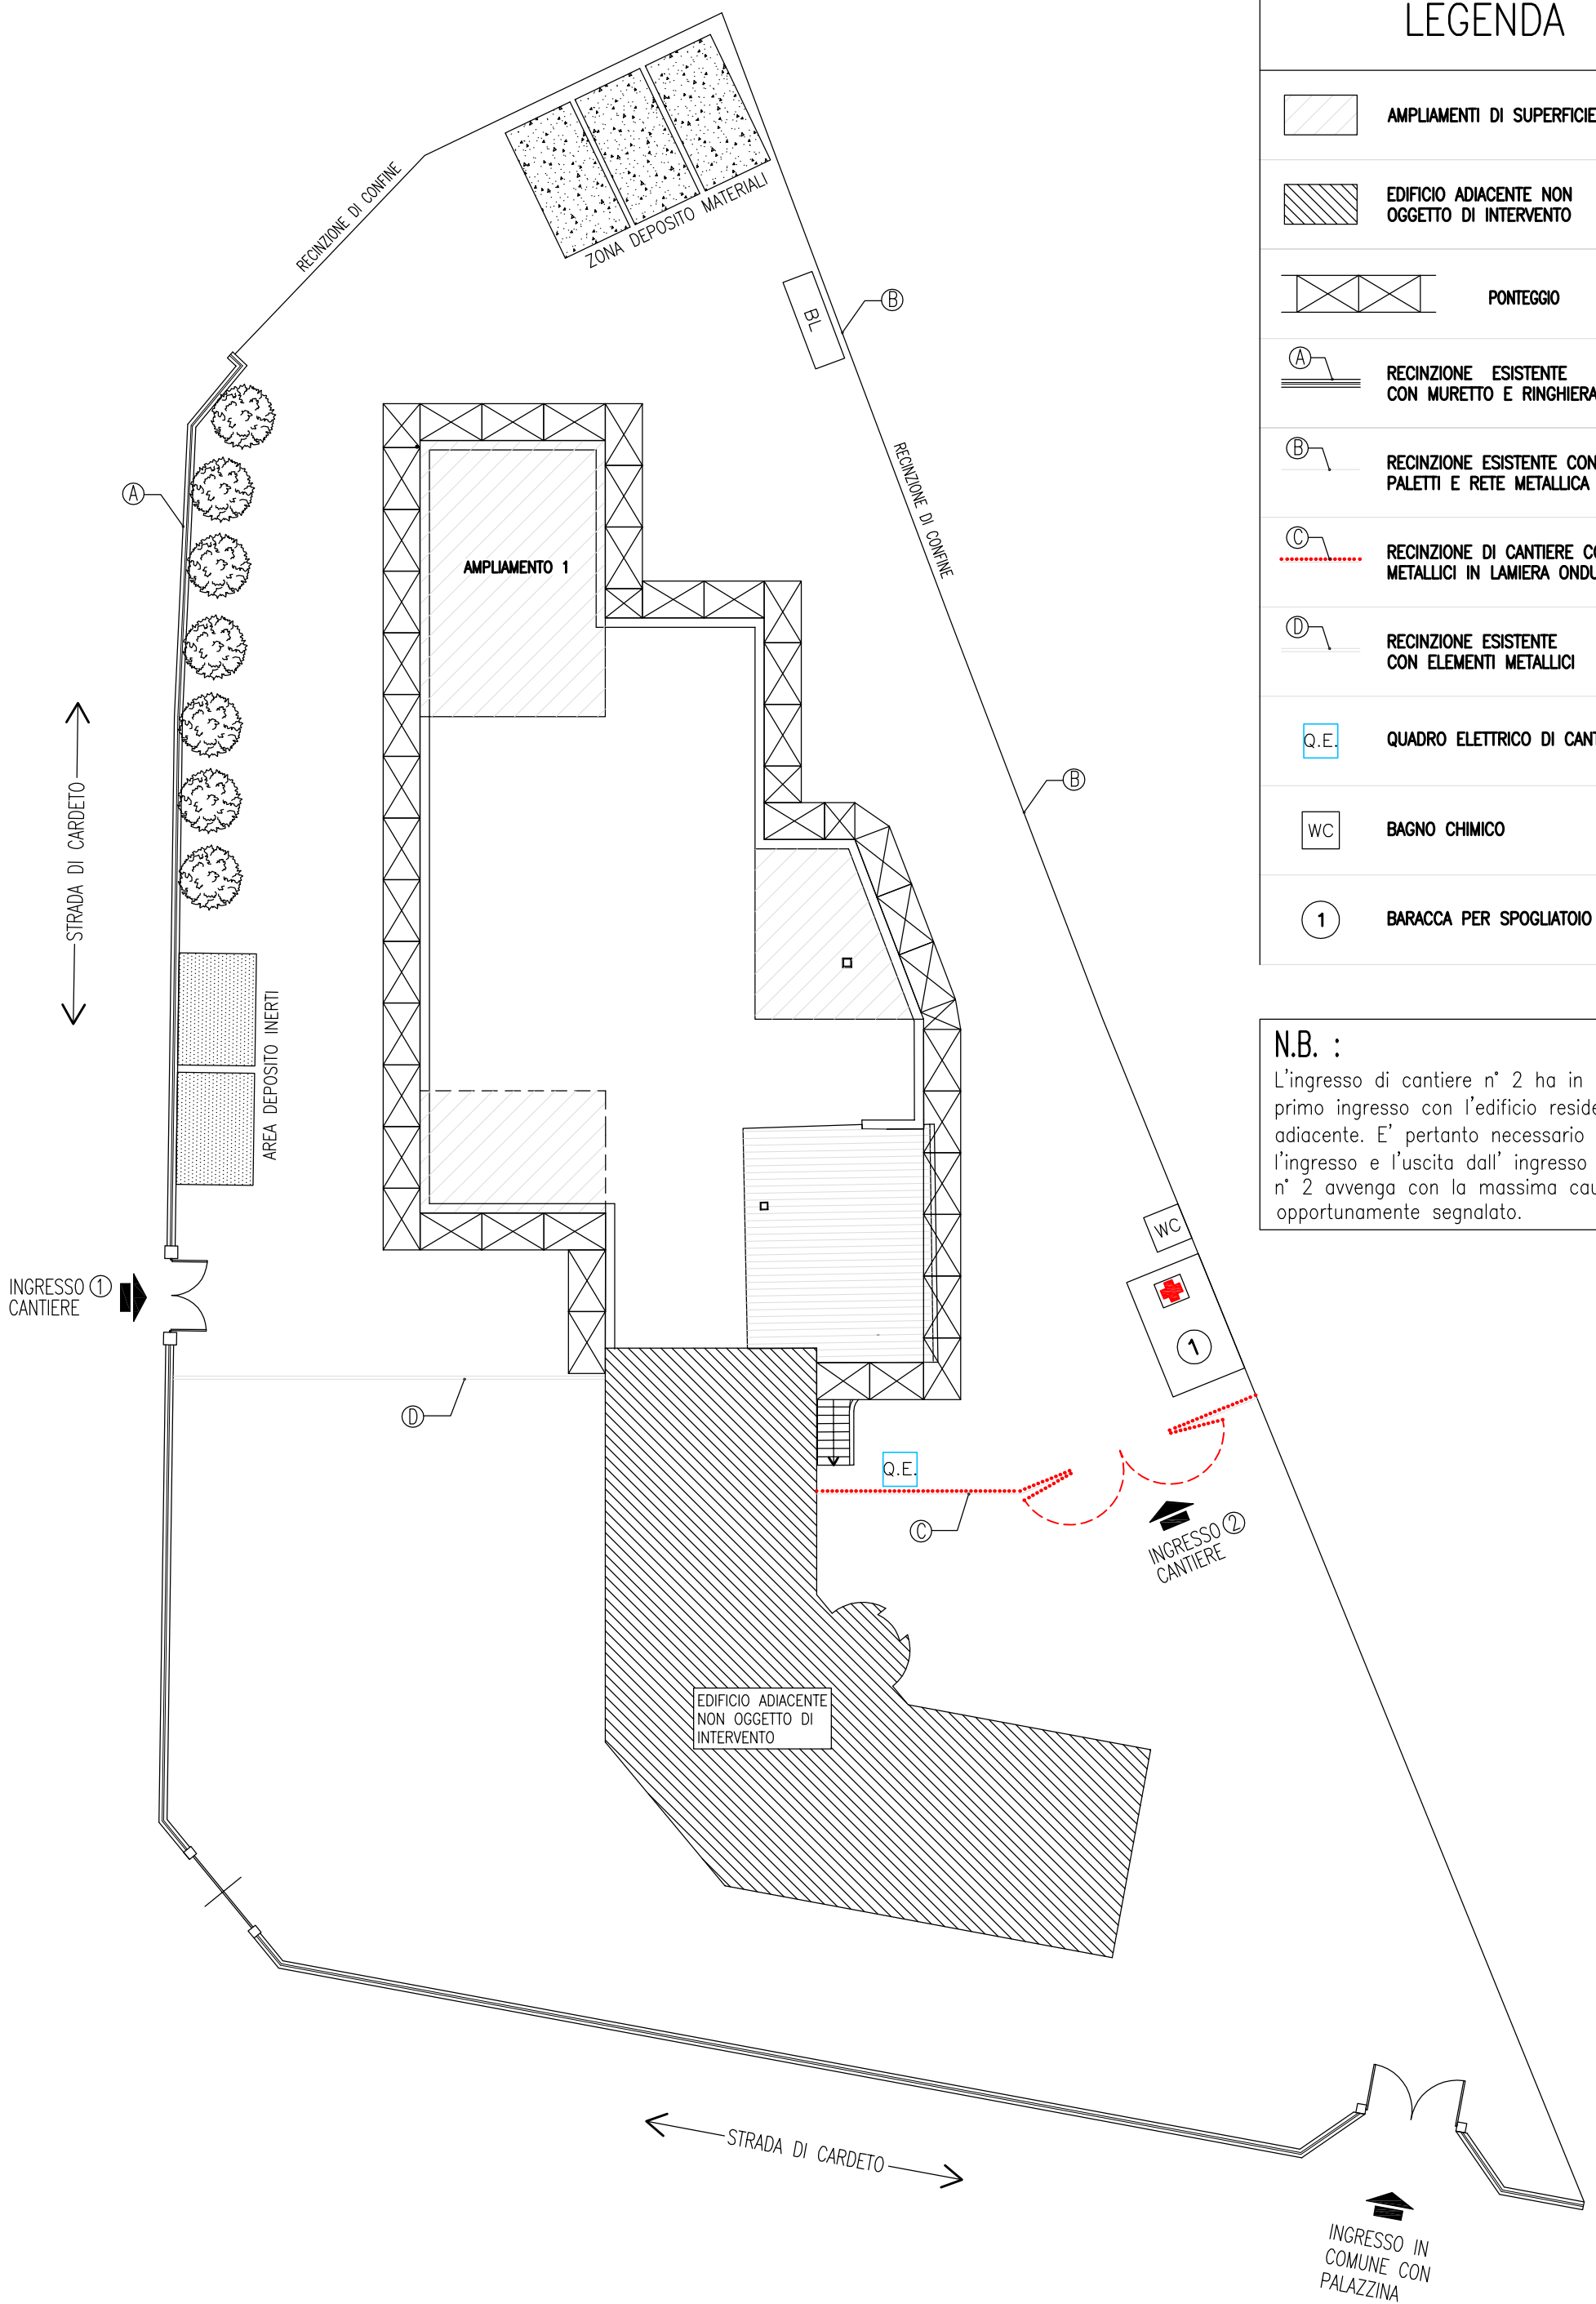 LEGENDA
AMPLIAMENTI DI SUPERFICIE
EDIFICIO ADIACENTE NON
OGGETTO DI INTERVENTO
PONTEGGIO
A
RECINZIONE ESISTENTE
CON MURETTO E RINGHIERA
B
RECINZIONE ESISTENTE CON
PALETTI E RETE METALLICA
C
RECINZIONE DI CANTIERE
METALLICI IN LAMIERA
D
RECINZIONE ESISTENTE
CON ELEMENTI METALLICI
Q.E.
QUADRO ELETTRICO DI
WC
BAGNO CHIMICO
1
BARACCA PER SPOGLIATOIO
N.B. :
L'ingresso di cantiere n° 2 ha in
primo ingresso con l'edificio
adiacente. E' pertanto necessario
l'ingresso e l'uscita dall' ingresso
n° 2 avvenga con la massima
opportunamente segnalato.
ZONA DEPOSITO MATERIALI
RECINZIONE DI CONFINE
BL
B
RECINZIONE DI CONFINE
A
AMPLIAMENTO 1
STRADA DI CARDETO
B
AREA DEPOSITO INERTI
WC
INGRESSO 1
CANTIERE
1
D
Q.E.
C
INGRESSO 2
CANTIERE
EDIFICIO ADIACENTE
NON OGGETTO DI
INTERVENTO
STRADA DI CARDETO
INGRESSO IN
COMUNE CON
PALAZZINA